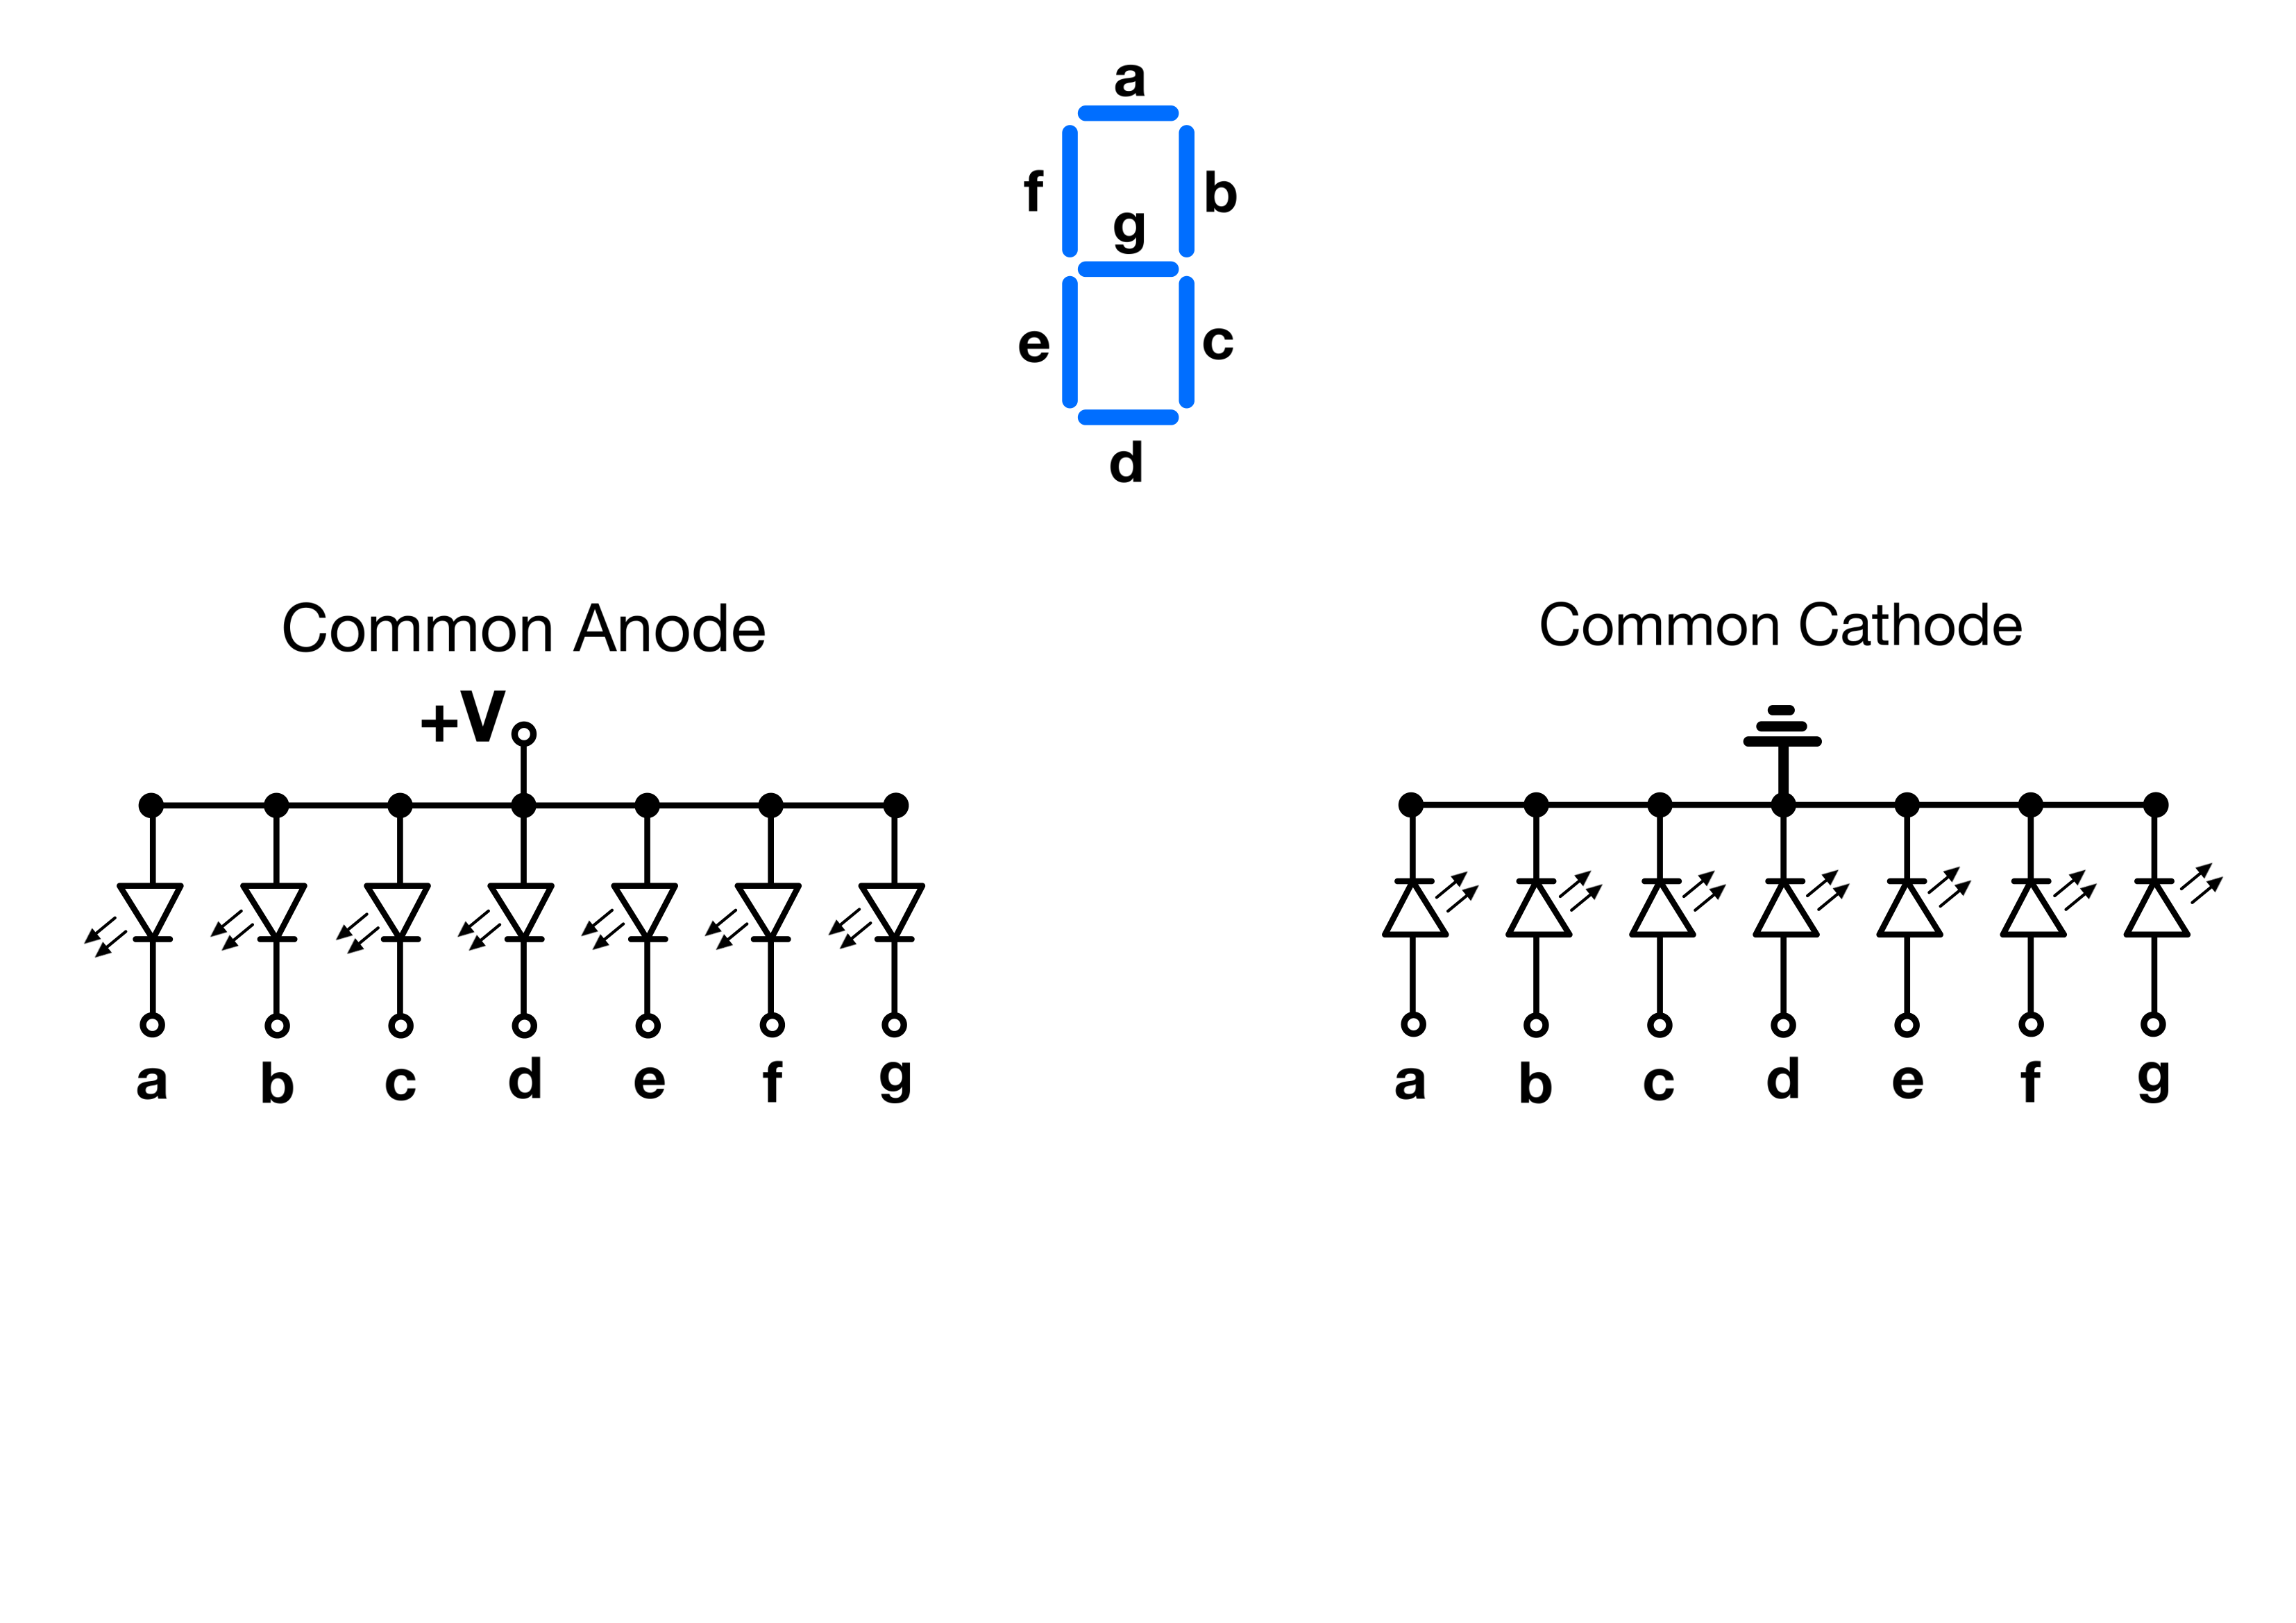 a
f
b
g
e
c
d
Common Anode
Common Cathode
+V
a b c d e f g
a b c d e f g